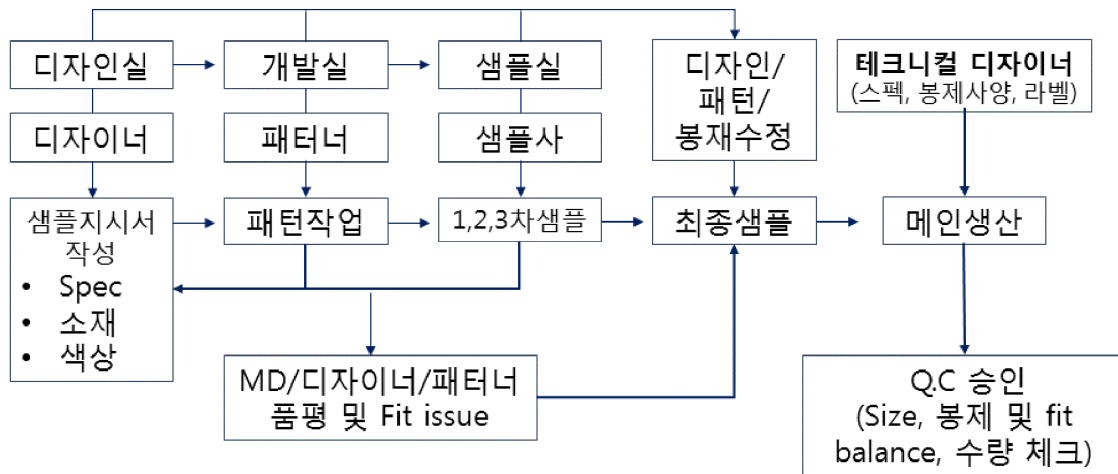 디자인실
개발실
샘플실
디자인/
패턴/
봉재수정
테크니컬 디자이너
(스펙, 봉제사양, 라벨)
디자이너
패터너
샘플사
샘플지시서
작성
• Spec
• 소재
• 색상
패턴작업
1,2,3차샘플
최종샘플
메인생산
MD/디자이너/패터너
품평 및 Fit issue
Q.C 승인
(Size, 봉제 및 fit
balance, 수량 체크)